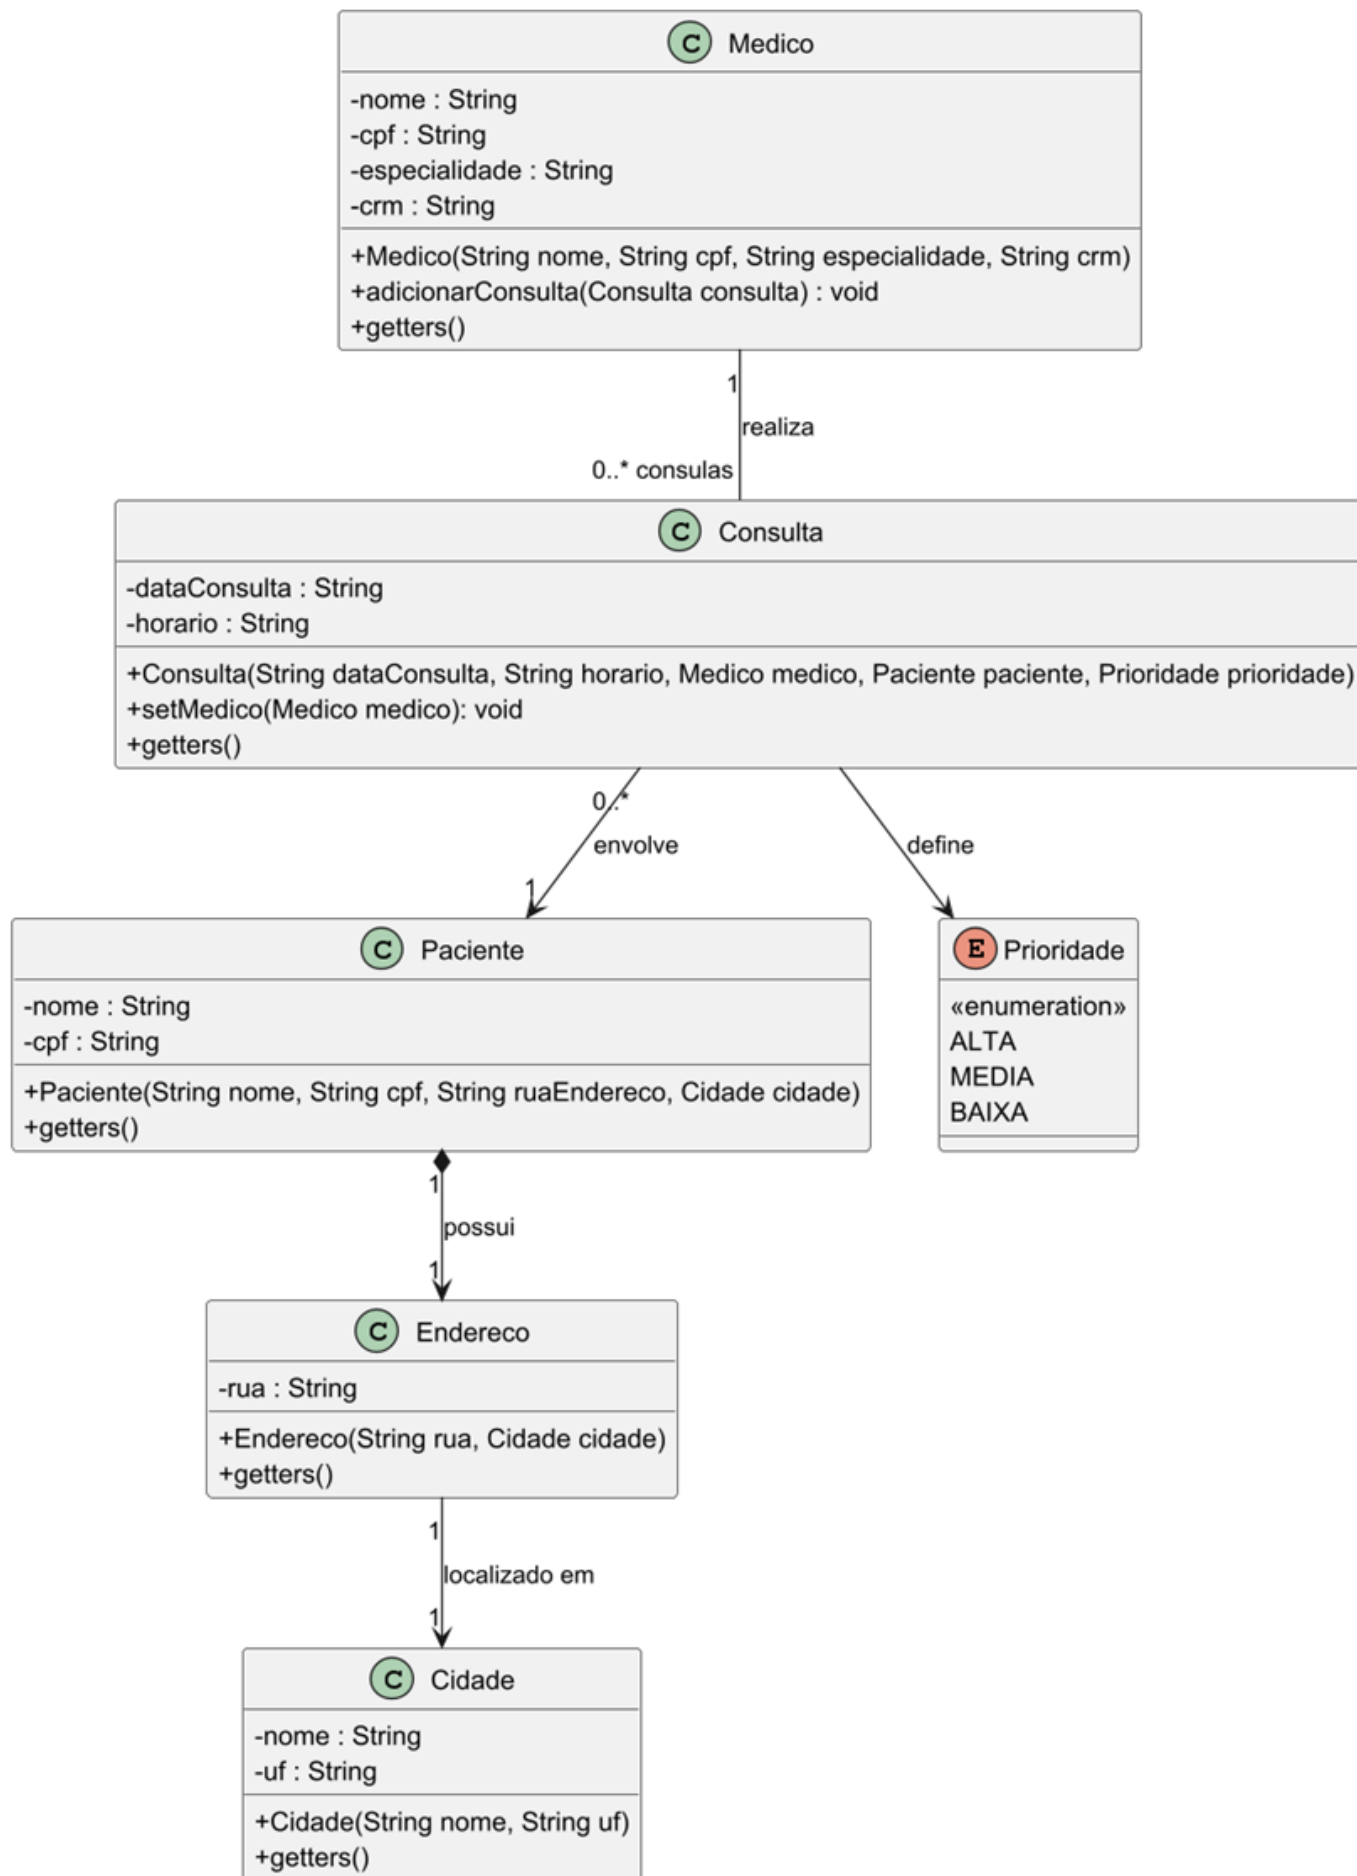 C Medico
-nome : String
-cpf : String
-especialidade : String
-crm : String
+Medico(String nome, String cpf, String especialidade, String crm)
+adicionarConsulta(Consulta consulta) : void
+getters()
1
realiza
0..* consulas
C Consulta
-dataConsulta : String
-horario : String
+Consulta(String dataConsulta, String horario, Medico medico, Paciente paciente, Prioridade prioridade)
+setMedico(Medico medico): void
+getters()
0..*
envolve
define
1
C Paciente
-nome : String
-cpf : String
+Paciente(String nome, String cpf, String ruaEndereco, Cidade cidade)
+getters()
E Prioridade
«enumeration»
ALTA
MEDIA
BAIXA
1
possui
1
C Endereco
-rua : String
+Endereco(String rua, Cidade cidade)
+getters()
1
localizado em
1
C Cidade
-nome : String
-uf : String
+Cidade(String nome, String uf)
+getters()